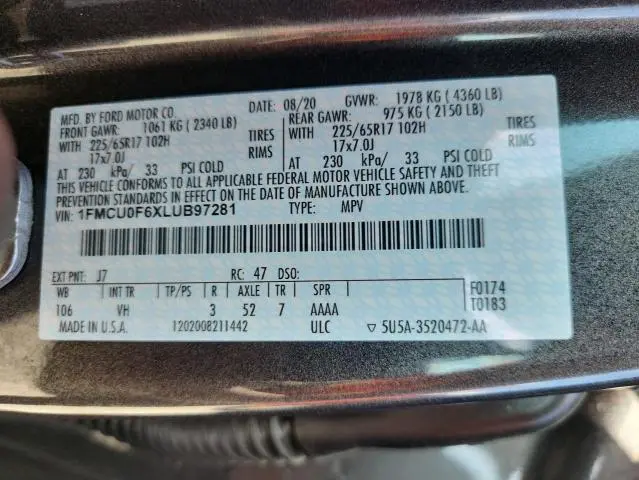 MFD. BY FORD MOTOR CO. DATE: 08/20 GVWR: 1978 KG ( 4360 LB)
FRONT GAWR: 1061 KG ( 2340 LB) REAR GAWR: 975 KG ( 2150 LB)
WITH 225/65R17 102H TIRES WITH 225/65R17 102H TIRES
17x7.0J RIMS 17x7.0J RIMS
AT 230 kPa/ 33 PSI COLD AT 230 kPa/ 33 PSI COLD
THIS VEHICLE CONFORMS TO ALL APPLICABLE FEDERAL MOTOR VEHICLE SAFETY AND THEFT
PREVENTION STANDARDS IN EFFECT ON THE DATE OF MANUFACTURE SHOWN ABOVE.
VIN: 1FMCU0F6XLUB97281 TYPE: MPV
EXT PNT: J7 RC: 47 DSO:
WB INT TR TP/PS R AXLE TR SPR F0174
106 VH 3 52 7 AAAA T0183
MADE IN U.S.A. 1202008211442 ULC ▽ 5U5A-3520472-AA